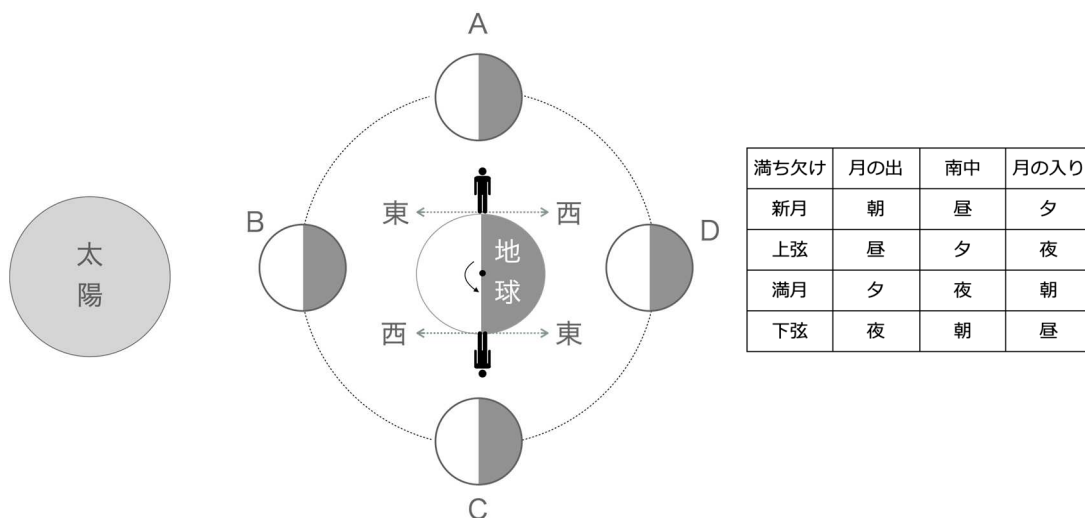 A
東 西
B
D
太陽
地球
西 東
C
満ち欠け 月の出 南中 月の入り
新月 朝 昼 夕
上弦 昼 夕 夜
満月 夕 夜 朝
下弦 夜 朝 昼